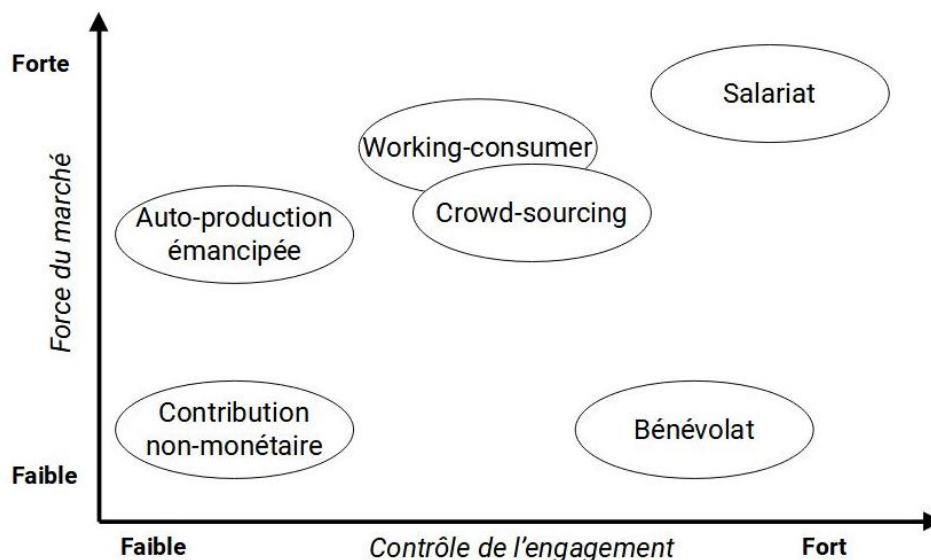 Forte
Salariat
Working-consumer
Force du marché
Crowd-sourcing
Auto-production
émancipée
Contribution
non-monétaire
Bénévolat
Faible
Faible
Contrôle de l'engagement
Fort